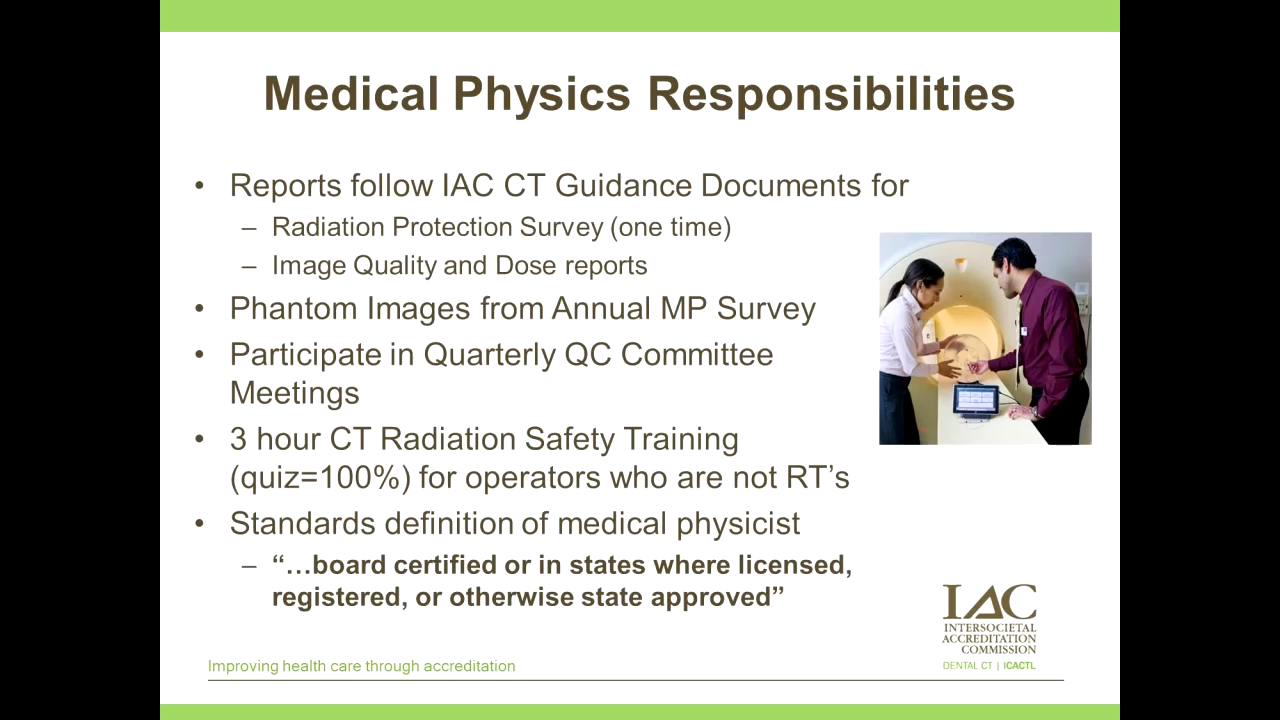 Medical Physics Responsibilities
• Reports follow IAC CT Guidance Documents for
– Radiation Protection Survey (one time)
– Image Quality and Dose reports
• Phantom Images from Annual MP Survey
• Participate in Quarterly QC Committee
Meetings
• 3 hour CT Radiation Safety Training
(quiz=100%) for operators who are not RT’s
• Standards definition of medical physicist
– “…board certified or in states where licensed,
registered, or otherwise state approved”
IAC
INTERSOCIETAL
ACCREDITATION
COMMISSION
DENTAL CT | ICACTL
Improving health care through accreditation